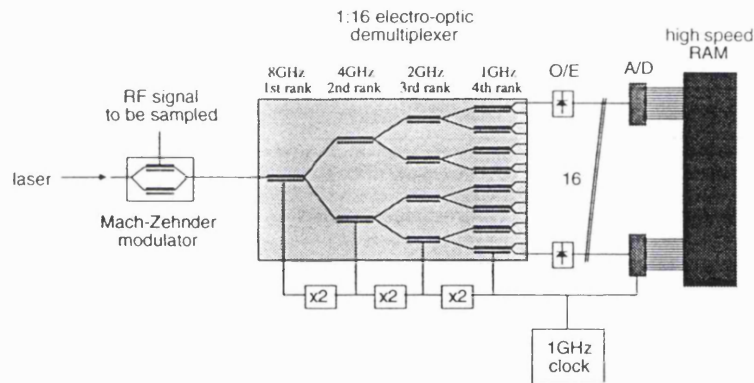 1:16 electro-optic
demultiplexer
high speed
RAM
8GHz 4GHz 2GHz 1GHz
1st rank 2nd rank 3rd rank 4th rank
O/E
A/D
RF signal
to be sampled
laser
16
Mach-Zehnder
modulator
x2 x2 x2
1GHz
clock